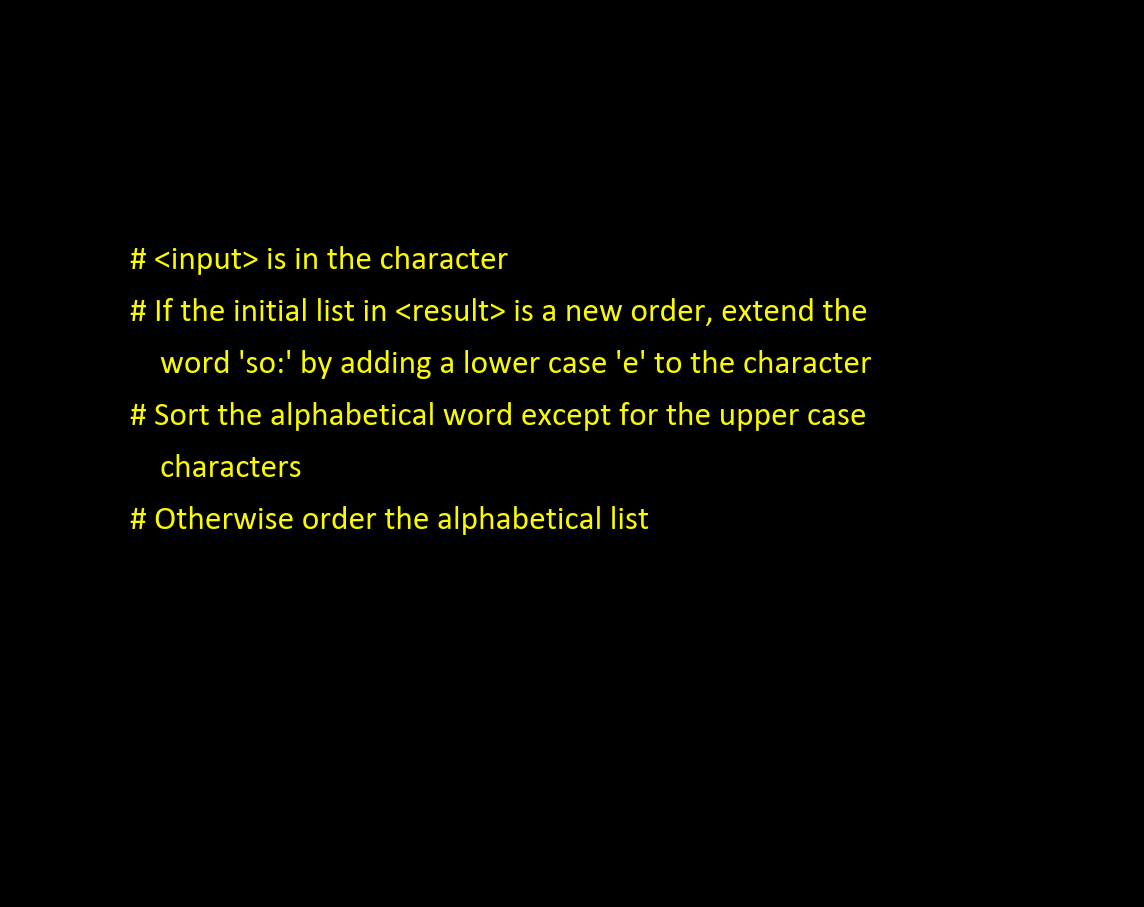 # <input> is in the character
# If the initial list in <result> is a new order, extend the
word 'so:' by adding a lower case 'e' to the character
# Sort the alphabetical word except for the upper case
characters
# Otherwise order the alphabetical list